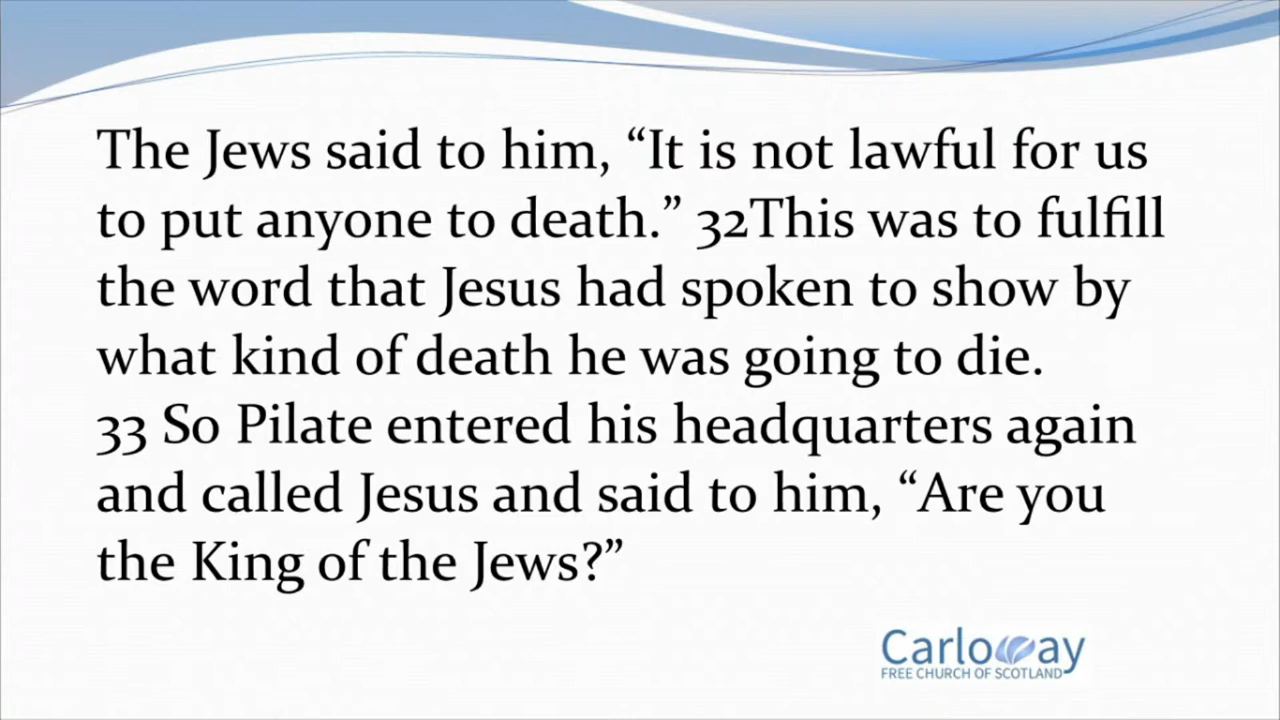 The Jews said to him, “It is not lawful for us
to put anyone to death.” 32This was to fulfill
the word that Jesus had spoken to show by
what kind of death he was going to die.
33 So Pilate entered his headquarters again
and called Jesus and said to him, “Are you
the King of the Jews?”
Carloway
FREE CHURCH OF SCOTLAND